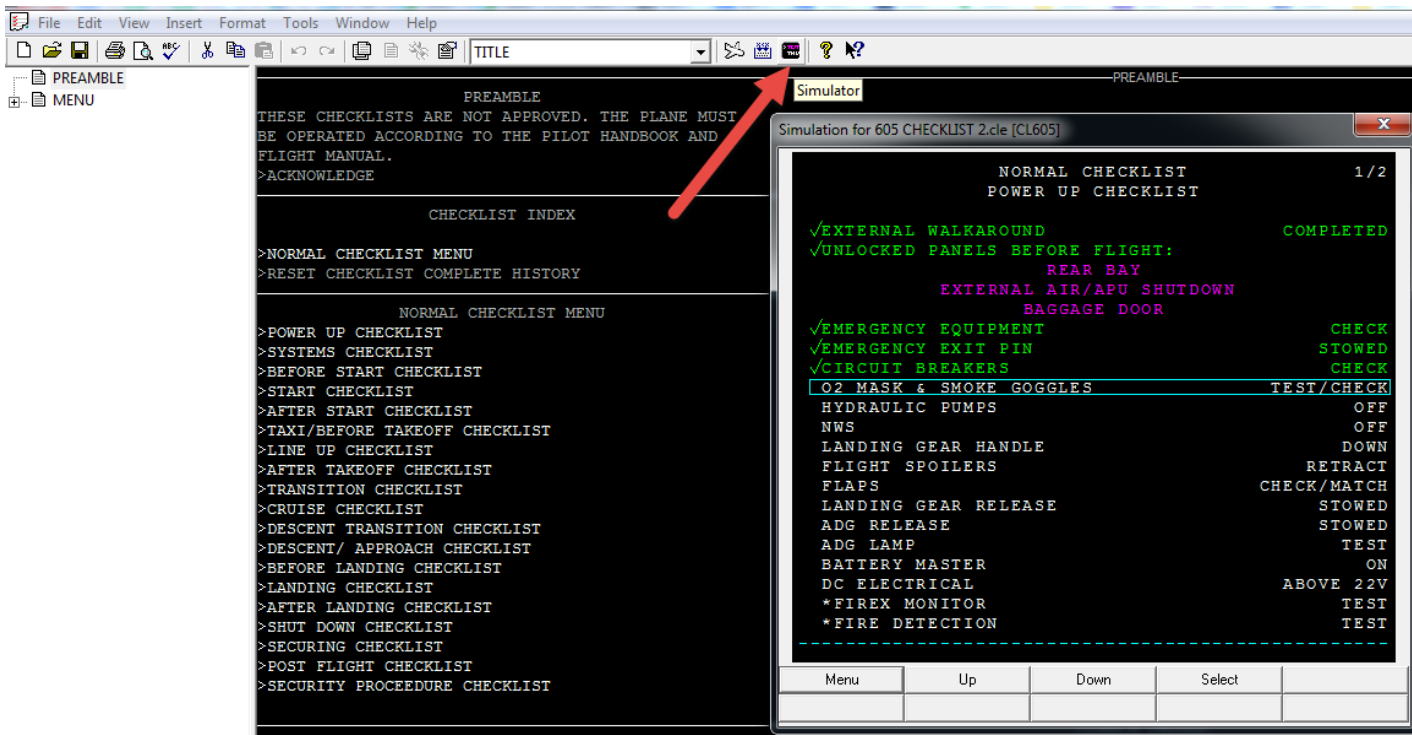 File Edit View Insert Format Tools Window Help
ABC
TITLE
PREAMBLE
MENU
PREAMBLE
Simulator
PREAMBLE
THESE CHECKLISTS ARE NOT APPROVED. THE PLANE MUST
BE OPERATED ACCORDING TO THE PILOT HANDBOOK AND
FLIGHT MANUAL.
>ACKNOWLEDGE
CHECKLIST INDEX
>NORMAL CHECKLIST MENU
>RESET CHECKLIST COMPLETE HISTORY
NORMAL CHECKLIST MENU
>POWER UP CHECKLIST
>SYSTEMS CHECKLIST
>BEFORE START CHECKLIST
>START CHECKLIST
>AFTER START CHECKLIST
>TAXI/BEFORE TAKEOFF CHECKLIST
>LINE UP CHECKLIST
>AFTER TAKEOFF CHECKLIST
>TRANSITION CHECKLIST
>CRUISE CHECKLIST
>DESCENT TRANSITION CHECKLIST
>DESCENT/ APPROACH CHECKLIST
>BEFORE LANDING CHECKLIST
>LANDING CHECKLIST
>AFTER LANDING CHECKLIST
>SHUT DOWN CHECKLIST
>SECURING CHECKLIST
>POST FLIGHT CHECKLIST
>SECURITY PROCEEDURE CHECKLIST
Simulation for 605 CHECKLIST 2.cle [CL605]
NORMAL CHECKLIST 1/2
POWER UP CHECKLIST
√EXTERNAL WALKAROUND COMPLETED
√UNLOCKED PANELS BEFORE FLIGHT:
REAR BAY
EXTERNAL AIR/APU SHUTDOWN
BAGGAGE DOOR
√EMERGENCY EQUIPMENT CHECK
√EMERGENCY EXIT PIN STOWED
√CIRCUIT BREAKERS CHECK
O2 MASK & SMOKE GOGGLES TEST/CHECK
HYDRAULIC PUMPS OFF
NWS OFF
LANDING GEAR HANDLE DOWN
FLIGHT SPOILERS RETRACT
FLAPS CHECK/MATCH
LANDING GEAR RELEASE STOWED
ADG RELEASE STOWED
ADG LAMP TEST
BATTERY MASTER ON
DC ELECTRICAL ABOVE 22V
*FIREX MONITOR TEST
*FIRE DETECTION TEST
Menu Up Down Select